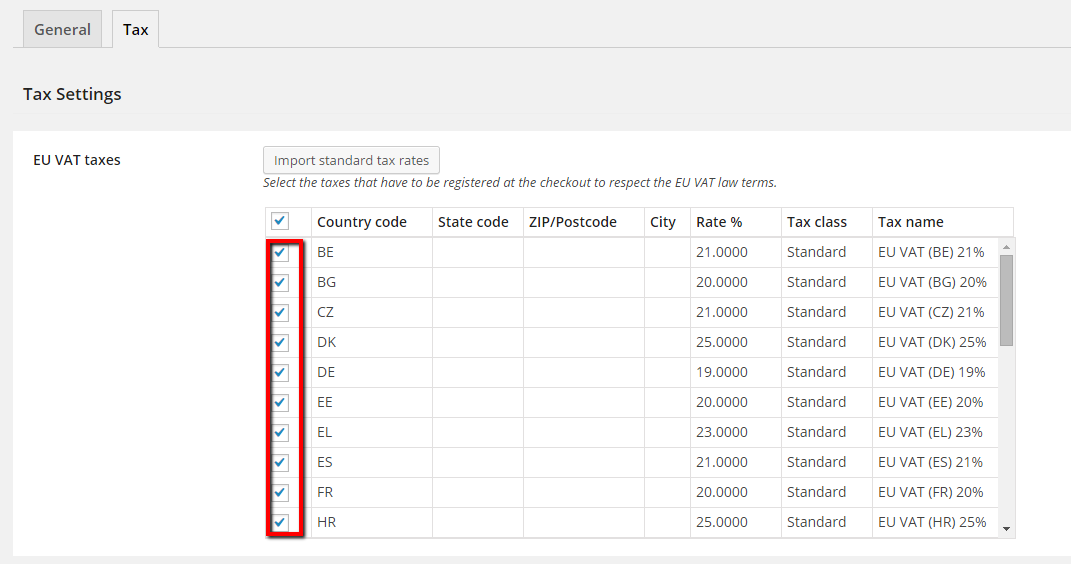 General Tax
Tax Settings
EU VAT taxes Import standard tax rates
Select the taxes that have to be registered at the checkout to respect the EU VAT law terms.
Country code State code ZIP/Postcode City Rate % Tax class Tax name
BE 21.0000 Standard EU VAT (BE) 21%
BG 20.0000 Standard EU VAT (BG) 20%
CZ 21.0000 Standard EU VAT (CZ) 21%
DK 25.0000 Standard EU VAT (DK) 25%
DE 19.0000 Standard EU VAT (DE) 19%
EE 20.0000 Standard EU VAT (EE) 20%
EL 23.0000 Standard EU VAT (EL) 23%
ES 21.0000 Standard EU VAT (ES) 21%
FR 20.0000 Standard EU VAT (FR) 20%
HR 25.0000 Standard EU VAT (HR) 25%